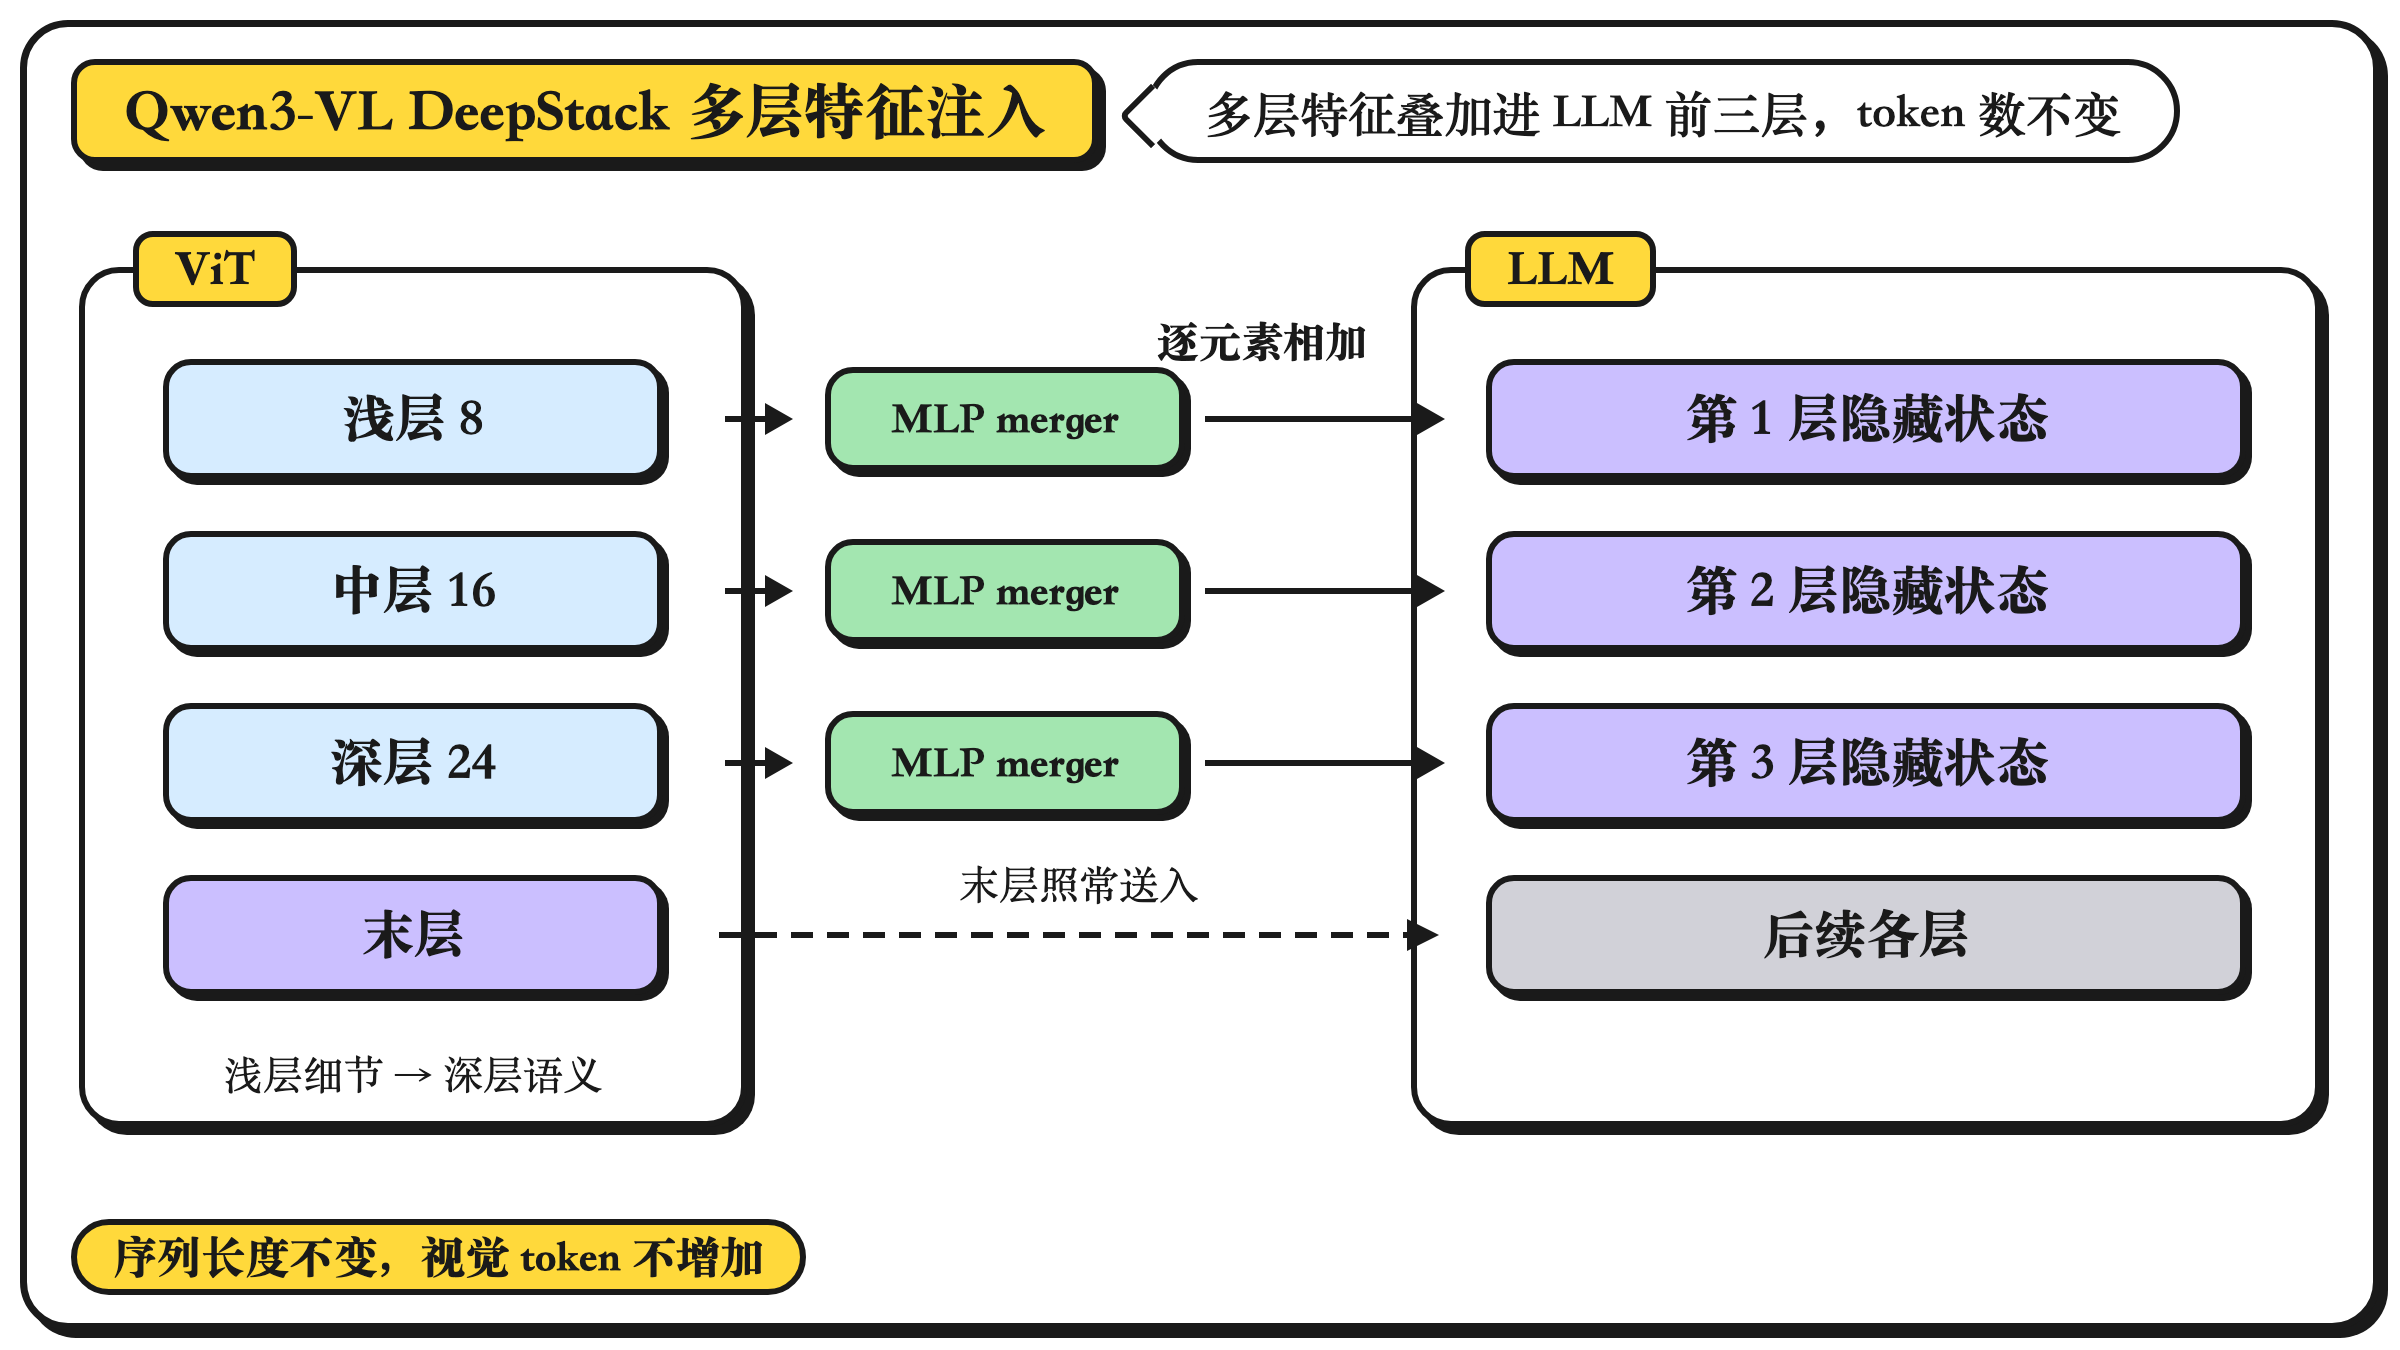 Qwen3-VL DeepStack 多层特征注入
多层特征叠加进 LLM 前三层，token 数不变
ViT
LLM
逐元素相加
浅层 8
MLP merger
第 1 层隐藏状态
中层 16
MLP merger
第 2 层隐藏状态
深层 24
MLP merger
第 3 层隐藏状态
末层照常送入
末层
后续各层
浅层细节 → 深层语义
序列长度不变，视觉 token 不增加